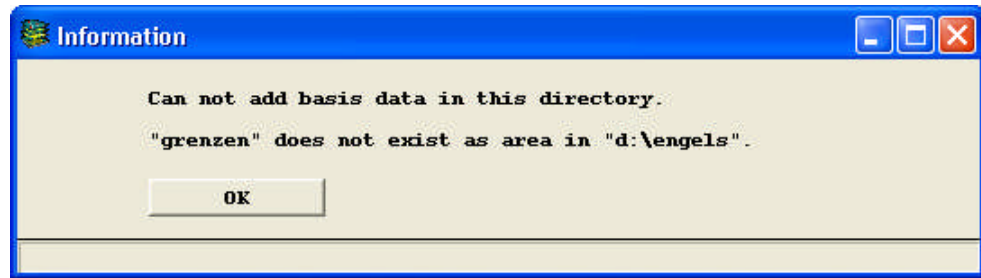 Information
Can not add basis data in this directory.
"grenzen" does not exist as area in "d:\engels".
OK